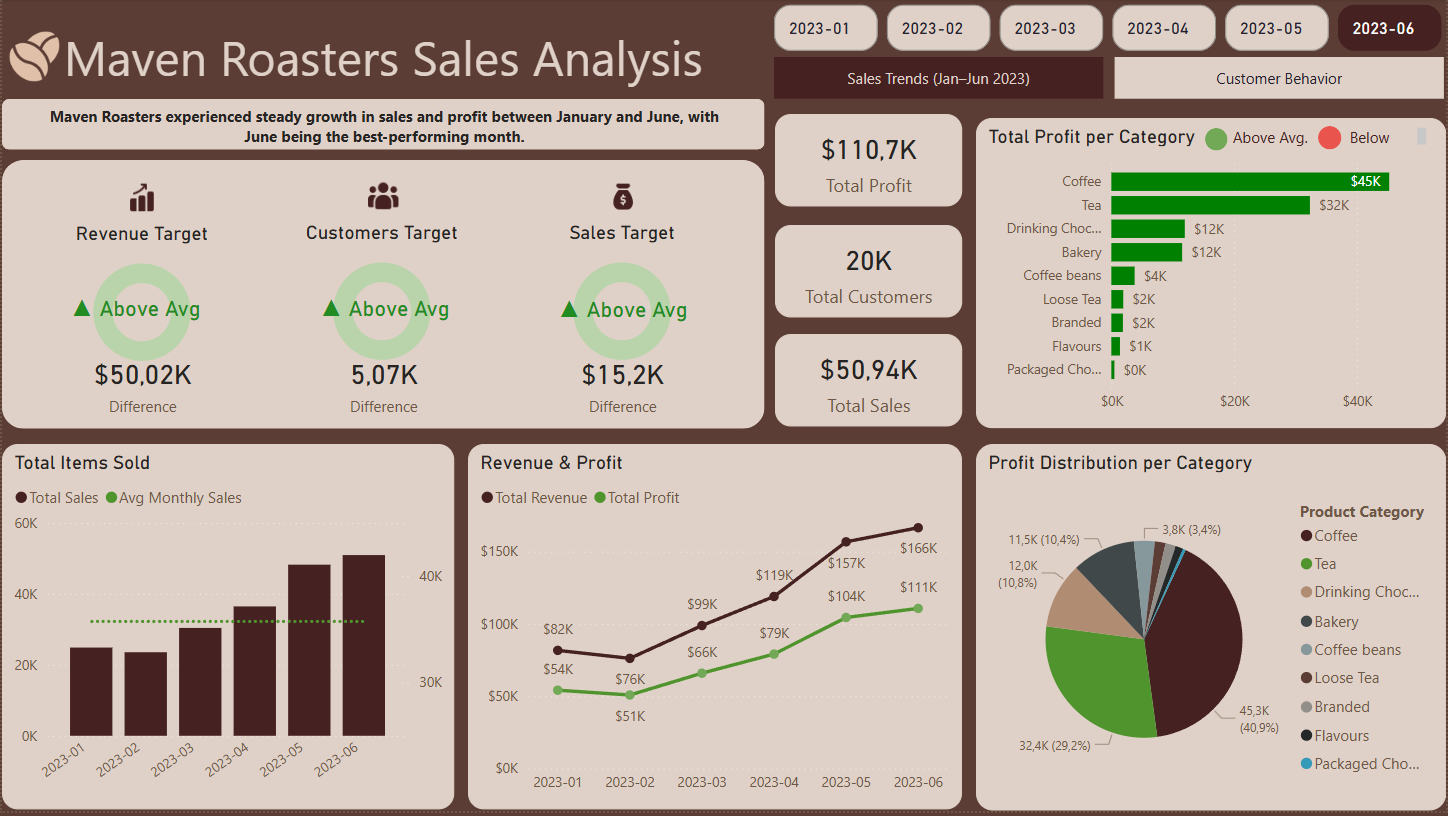 Maven Roasters Sales Analysis
2023-01
2023-02
2023-03
2023-04
2023-05
2023-06
Sales Trends (Jan–Jun 2023)
Customer Behavior
Maven Roasters experienced steady growth in sales and profit between January and June, with
June being the best-performing month.
Revenue Target
▲ Above Avg
$50,02K
Difference
Customers Target
▲ Above Avg
5,07K
Difference
Sales Target
▲ Above Avg
$15,2K
Difference
$110,7K
Total Profit
20K
Total Customers
$50,94K
Total Sales
Total Profit per Category
Above Avg.
Below
Coffee $45K
Tea $32K
Drinking Choc... $12K
Bakery $12K
Coffee beans $4K
Loose Tea $2K
Branded $2K
Flavours $1K
Packaged Cho... $0K
$0K $20K $40K
Total Items Sold
Total Sales Avg Monthly Sales
60K
40K
20K
0K
40K
30K
2023-01 2023-02 2023-03 2023-04 2023-05 2023-06
Revenue & Profit
Total Revenue Total Profit
$150K
$100K
$50K
$0K
$82K
$76K
$99K
$119K
$157K
$166K
$54K
$51K
$66K
$79K
$104K
$111K
2023-01 2023-02 2023-03 2023-04 2023-05 2023-06
Profit Distribution per Category
3,8K (3,4%)
11,5K (10,4%)
12,0K
(10,8%)
32,4K (29,2%)
45,3K
(40,9%)
Product Category
Coffee
Tea
Drinking Choc...
Bakery
Coffee beans
Loose Tea
Branded
Flavours
Packaged Cho...